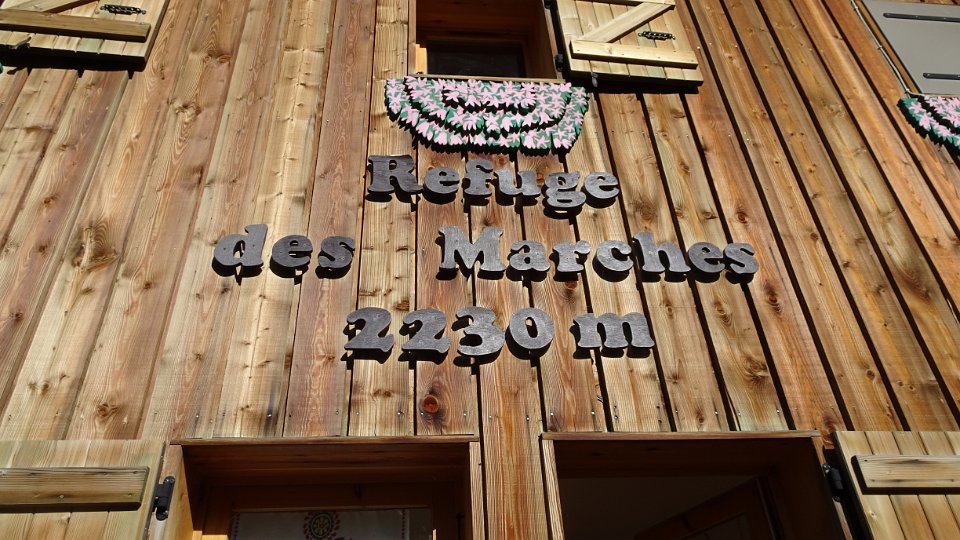 Refuge
des Marches
2230 m